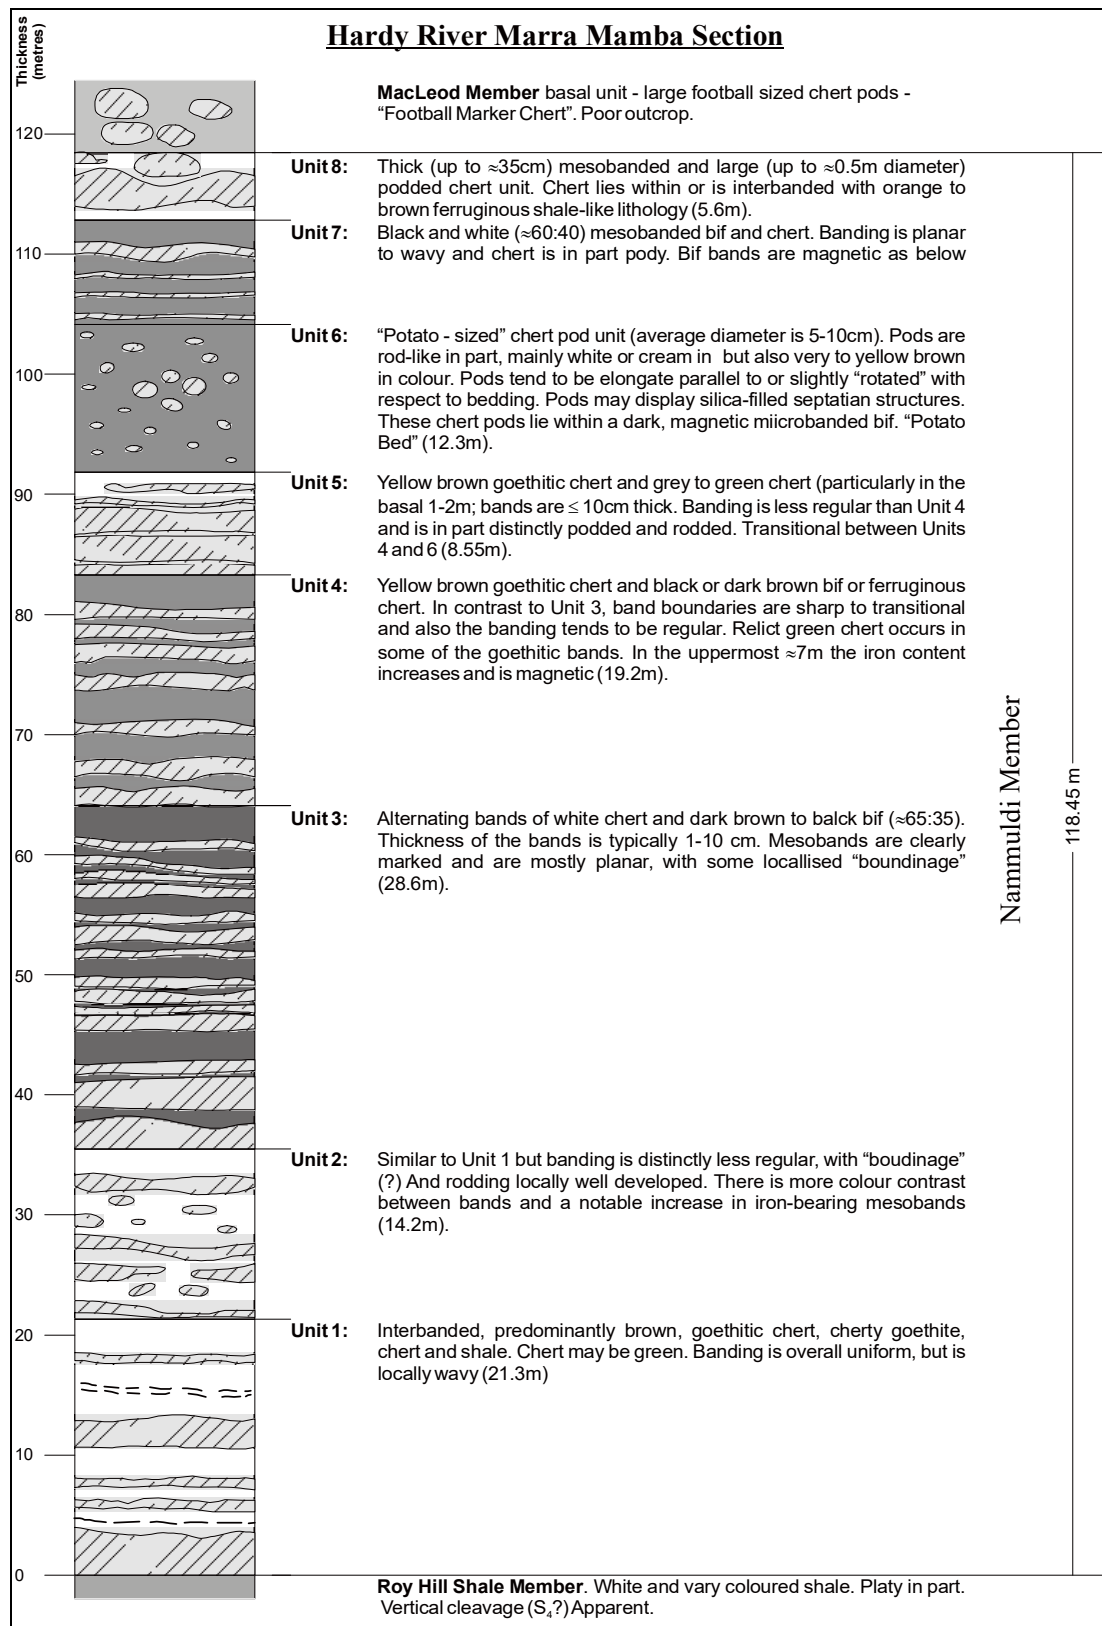 Hardy River Marra Mamba Section
Thickness
(metres)
MacLeod Member basal unit - large football sized chert pods -
“Football Marker Chert”. Poor outcrop.
120
Unit 8: Thick (up to ≈35cm) mesobanded and large (up to ≈0.5m diameter)
podded chert unit. Chert lies within or is interbanded with orange to
brown ferruginous shale-like lithology (5.6m).
Unit 7: Black and white (≈60:40) mesobanded bif and chert. Banding is planar
to wavy and chert is in part pody. Bif bands are magnetic as below
110
Unit 6: “Potato - sized” chert pod unit (average diameter is 5-10cm). Pods are
rod-like in part, mainly white or cream in but also very to yellow brown
in colour. Pods tend to be elongate parallel to or slightly “rotated” with
respect to bedding. Pods may display silica-filled septatian structures.
These chert pods lie within a dark, magnetic miicrobanded bif. “Potato
Bed” (12.3m).
100
Unit 5: Yellow brown goethitic chert and grey to green chert (particularly in the
basal 1-2m; bands are ≤ 10cm thick. Banding is less regular than Unit 4
and is in part distinctly podded and rodded. Transitional between Units
4 and 6 (8.55m).
90
Unit 4: Yellow brown goethitic chert and black or dark brown bif or ferruginous
chert. In contrast to Unit 3, band boundaries are sharp to transitional
and also the banding tends to be regular. Relict green chert occurs in
some of the goethitic bands. In the uppermost ≈7m the iron content
increases and is magnetic (19.2m).
80
70
Nammuldi Member
118.45 m
Unit 3: Alternating bands of white chert and dark brown to balck bif (≈65:35).
Thickness of the bands is typically 1-10 cm. Mesobands are clearly
marked and are mostly planar, with some locallised “boundinage”
(28.6m).
60
50
40
Unit 2: Similar to Unit 1 but banding is distinctly less regular, with “boudinage”
(?) And rodding locally well developed. There is more colour contrast
between bands and a notable increase in iron-bearing mesobands
(14.2m).
30
20
Unit 1: Interbanded, predominantly brown, goethitic chert, cherty goethite,
chert and shale. Chert may be green. Banding is overall uniform, but is
locally wavy (21.3m)
10
0
Roy Hill Shale Member. White and vary coloured shale. Platy in part.
Vertical cleavage (S₄?) Apparent.